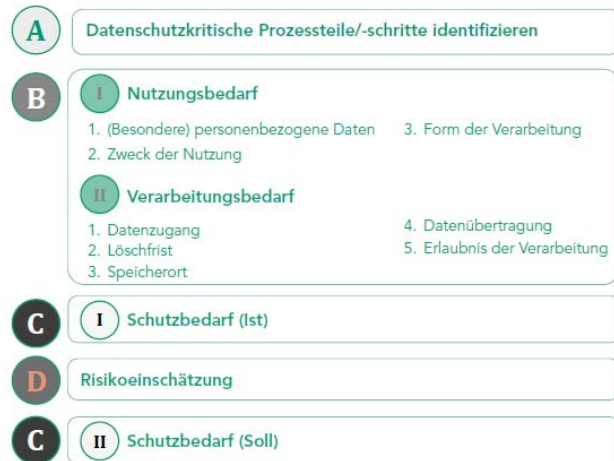 A Datenschutzkritische Prozessteile/-schritte identifizieren
B
I Nutzungsbedarf
1. (Besondere) personenbezogene Daten
2. Zweck der Nutzung
3. Form der Verarbeitung
II Verarbeitungsbedarf
1. Datenzugang
2. Löschfrist
3. Speicherort
4. Datenübertragung
5. Erlaubnis der Verarbeitung
C I Schutzbedarf (Ist)
D Risikoeinschätzung
C II Schutzbedarf (Soll)